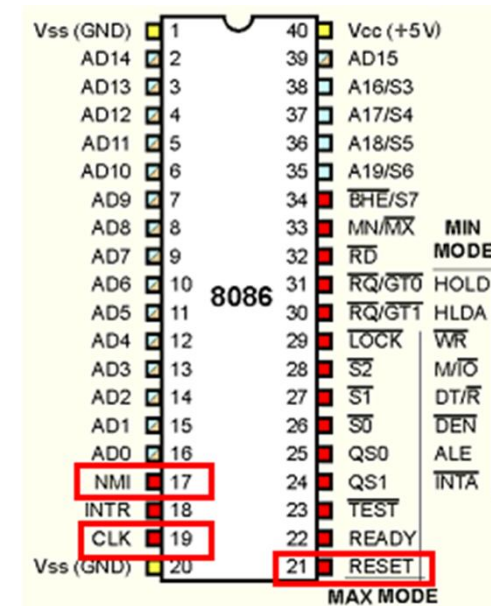 Vss (GND) 1 40 Vcc (+5V)
AD14 2 39 AD15
AD13 3 38 A16/S3
AD12 4 37 A17/S4
AD11 5 36 A18/S5
AD10 6 35 A19/S6
AD9 7 34 BHE/S7
AD8 8 33 MN/MX MIN
AD7 9 32 RD MODE
AD6 10 8086 31 RQ/GT0 HOLD
AD5 11 30 RQ/GT1 HLDA
AD4 12 29 LOCK WR
AD3 13 28 S2 M/IO
AD2 14 27 S1 DT/R
AD1 15 26 S0 DEN
AD0 16 25 QS0 ALE
NMI 17 24 QS1 INTA
INTR 18 23 TEST
CLK 19 22 READY
Vss (GND) 20 21 RESET
MAX MODE